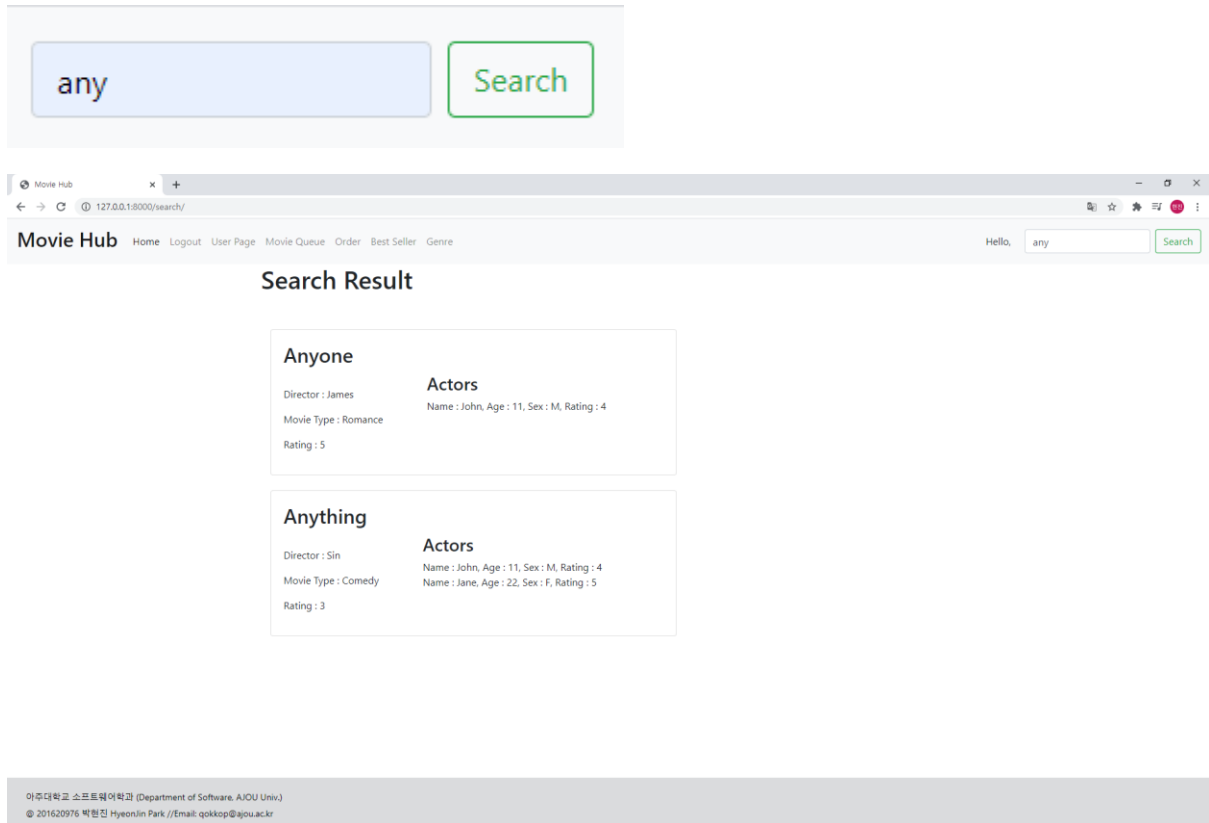 any
Search
Movie Hub
127.0.0.1:8000/search/
Movie Hub Home Logout User Page Movie Queue Order Best Seller Genre Hello, any Search
Search Result
Anyone
Director : James
Movie Type : Romance
Rating : 5
Actors
Name : John, Age : 11, Sex : M, Rating : 4
Anything
Director : Sin
Movie Type : Comedy
Rating : 3
Actors
Name : John, Age : 11, Sex : M, Rating : 4
Name : Jane, Age : 22, Sex : F, Rating : 5
아주대학교 소프트웨어학과 (Department of Software, AJOU Univ.)
@ 201620976 박현진 HyeonJin Park //Email: qokkop@ajou.ac.kr